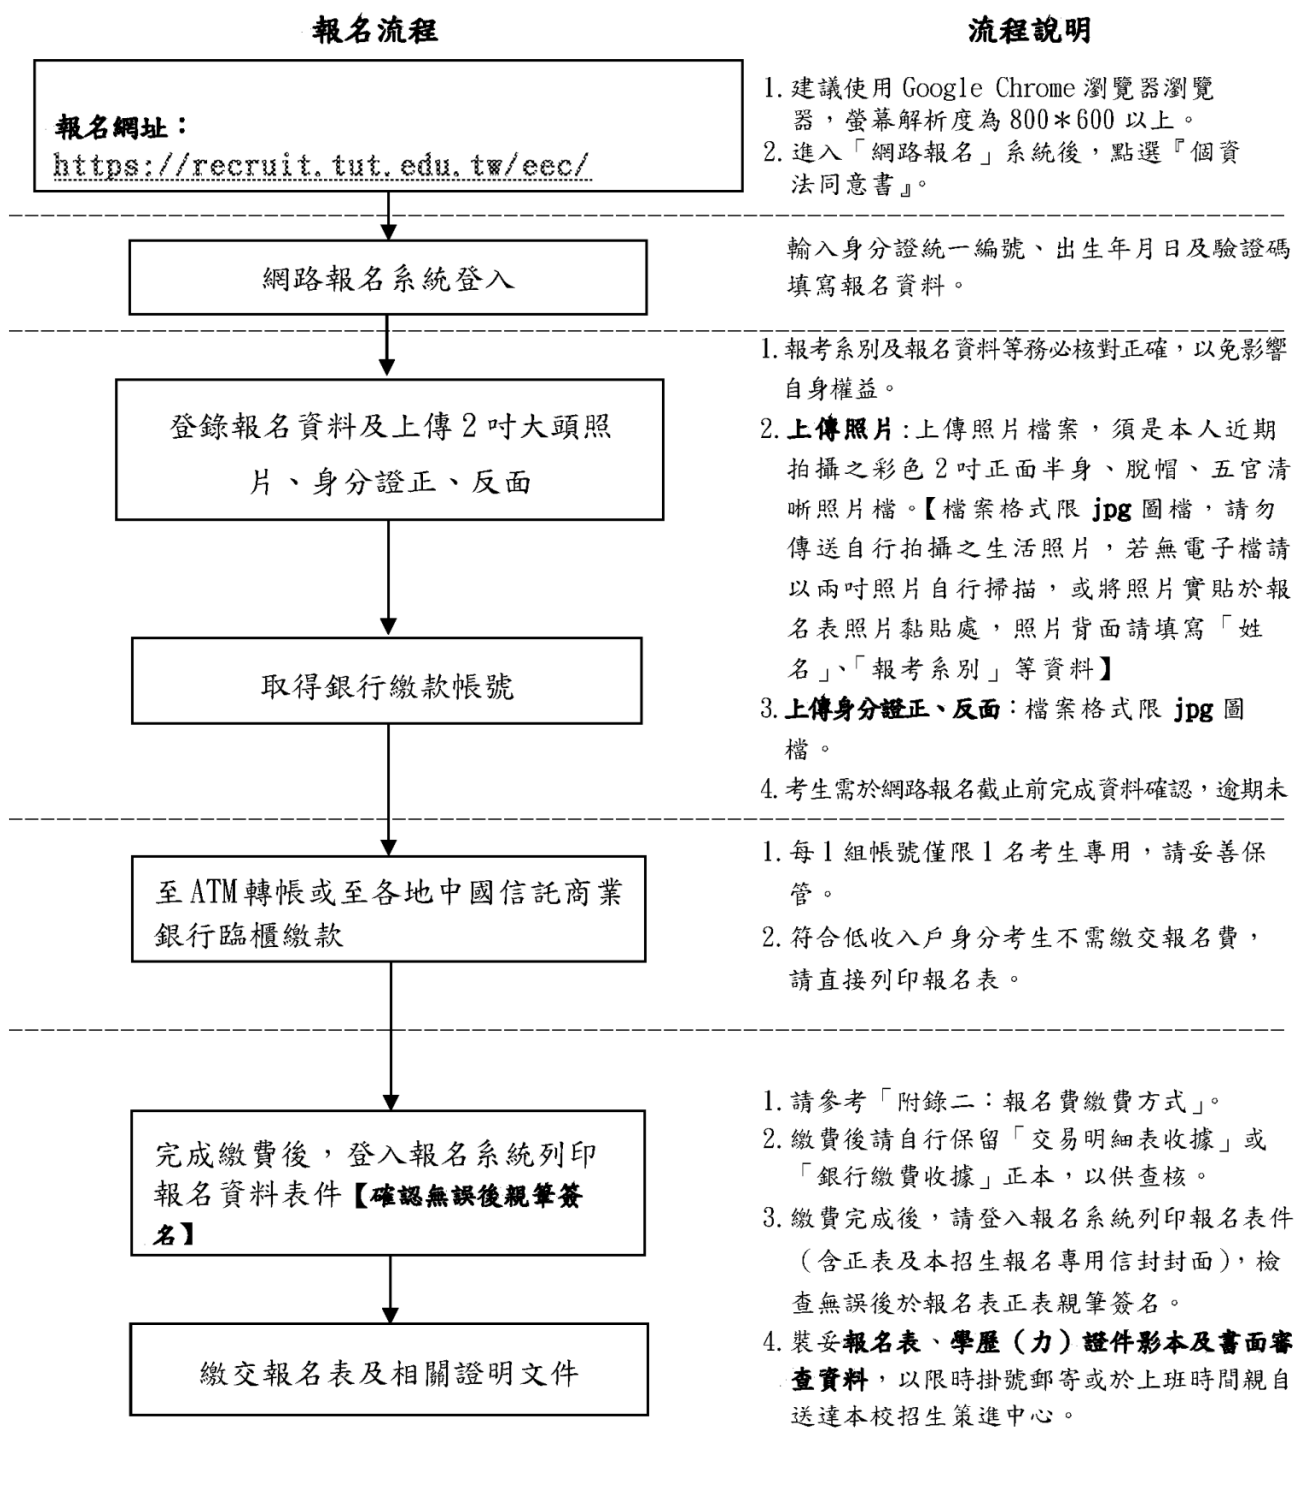 報名流程
流程說明
報名網址：
https://recruit.tut.edu.tw/eec/
1. 建議使用 Google Chrome 瀏覽器瀏覽
器，螢幕解析度為 800＊600 以上。
2. 進入「網路報名」系統後，點選『個資
法同意書』。
網路報名系統登入
輸入身分證統一編號、出生年月日及驗證碼
填寫報名資料。
登錄報名資料及上傳 2 吋大頭照
片、身分證正、反面
取得銀行繳款帳號
1. 報考系別及報名資料等務必核對正確，以免影響
自身權益。
2. 上傳照片:上傳照片檔案，須是本人近期
拍攝之彩色 2 吋正面半身、脫帽、五官清
晰照片檔。【檔案格式限 jpg 圖檔，請勿
傳送自行拍攝之生活照片，若無電子檔請
以兩吋照片自行掃描，或將照片實貼於報
名表照片黏貼處，照片背面請填寫「姓
名」、「報考系別」等資料】
3. 上傳身分證正、反面：檔案格式限 jpg 圖
檔。
4. 考生需於網路報名截止前完成資料確認，逾期未
至 ATM 轉帳或至各地中國信託商業
銀行臨櫃繳款
1. 每 1 組帳號僅限 1 名考生專用，請妥善保
管。
2. 符合低收入戶身分考生不需繳交報名費，
請直接列印報名表。
完成繳費後，登入報名系統列印
報名資料表件【確認無誤後親筆簽
名】
繳交報名表及相關證明文件
1. 請參考「附錄二：報名費繳費方式」。
2. 繳費後請自行保留「交易明細表收據」或
「銀行繳費收據」正本，以供查核。
3. 繳費完成後，請登入報名系統列印報名表件
（含正表及本招生報名專用信封封面），檢
查無誤後於報名表正表親筆簽名。
4. 裝妥報名表、學歷（力）證件影本及書面審
查資料，以限時掛號郵寄或於上班時間親自
送達本校招生策進中心。